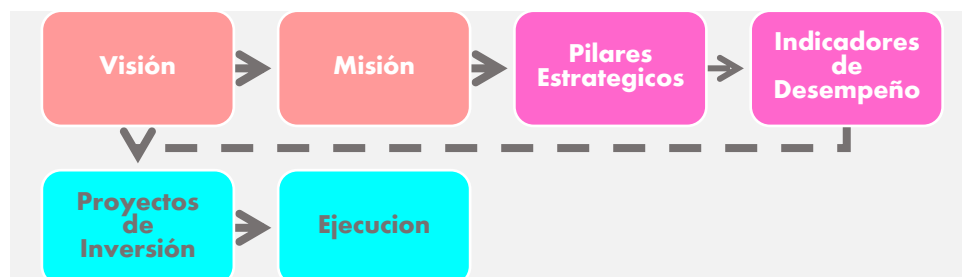 Visión
Misión
Pilares
Estrategicos
Indicadores
de
Desempeño
Proyectos
de
Inversión
Ejecucion